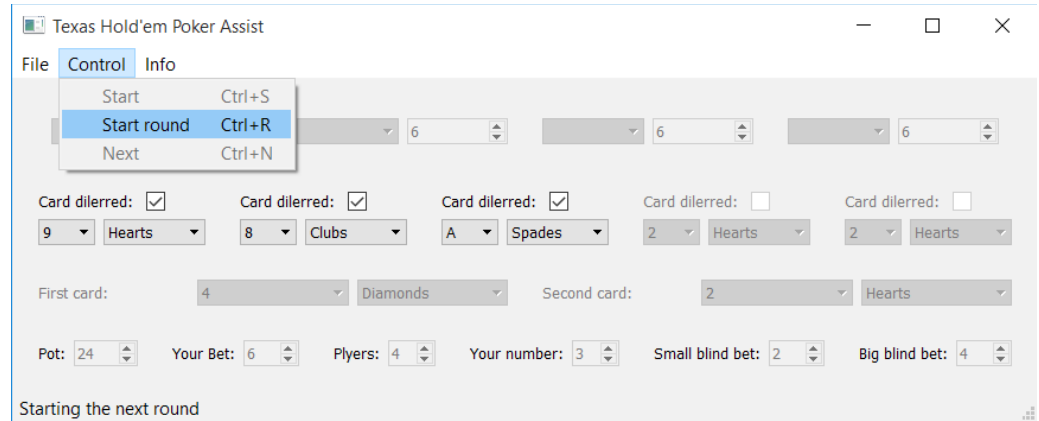 Texas Hold'em Poker Assist
File Control Info
Start Ctrl+S
Start round Ctrl+R
Next Ctrl+N
6 6 6
Card dilerred: Card dilerred: Card dilerred: Card dilerred: Card dilerred:
9 Hearts 8 Clubs A Spades 2 Hearts 2 Hearts
First card: 4 Diamonds Second card: 2 Hearts
Pot: 24 Your Bet: 6 Plyers: 4 Your number: 3 Small blind bet: 2 Big blind bet: 4
Starting the next round